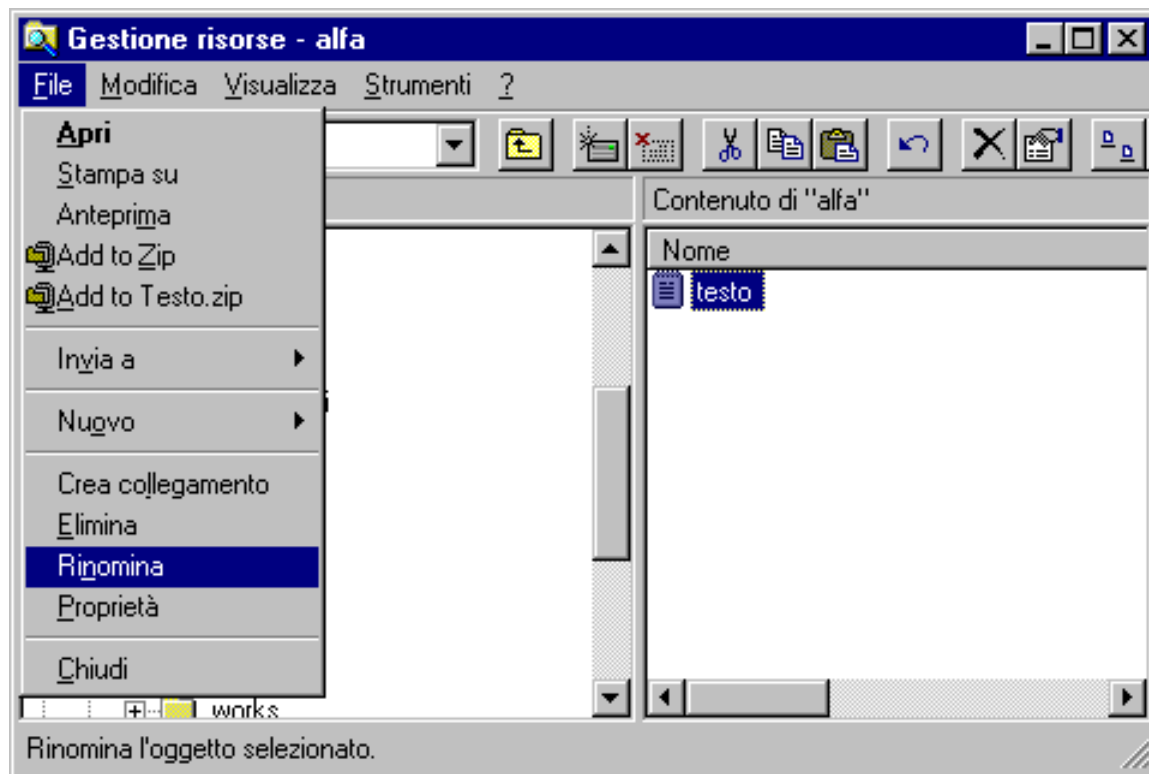 Gestione risorse - alfa
File Modifica Visualizza Strumenti ?
Apri
Stampa su
Anteprima
Add to Zip
Add to Testo.zip
Invia a
Nuovo
Crea collegamento
Elimina
Rinomina
Proprietà
Chiudi
works
Contenuto di "alfa"
Nome
testo
Rinomina l'oggetto selezionato.